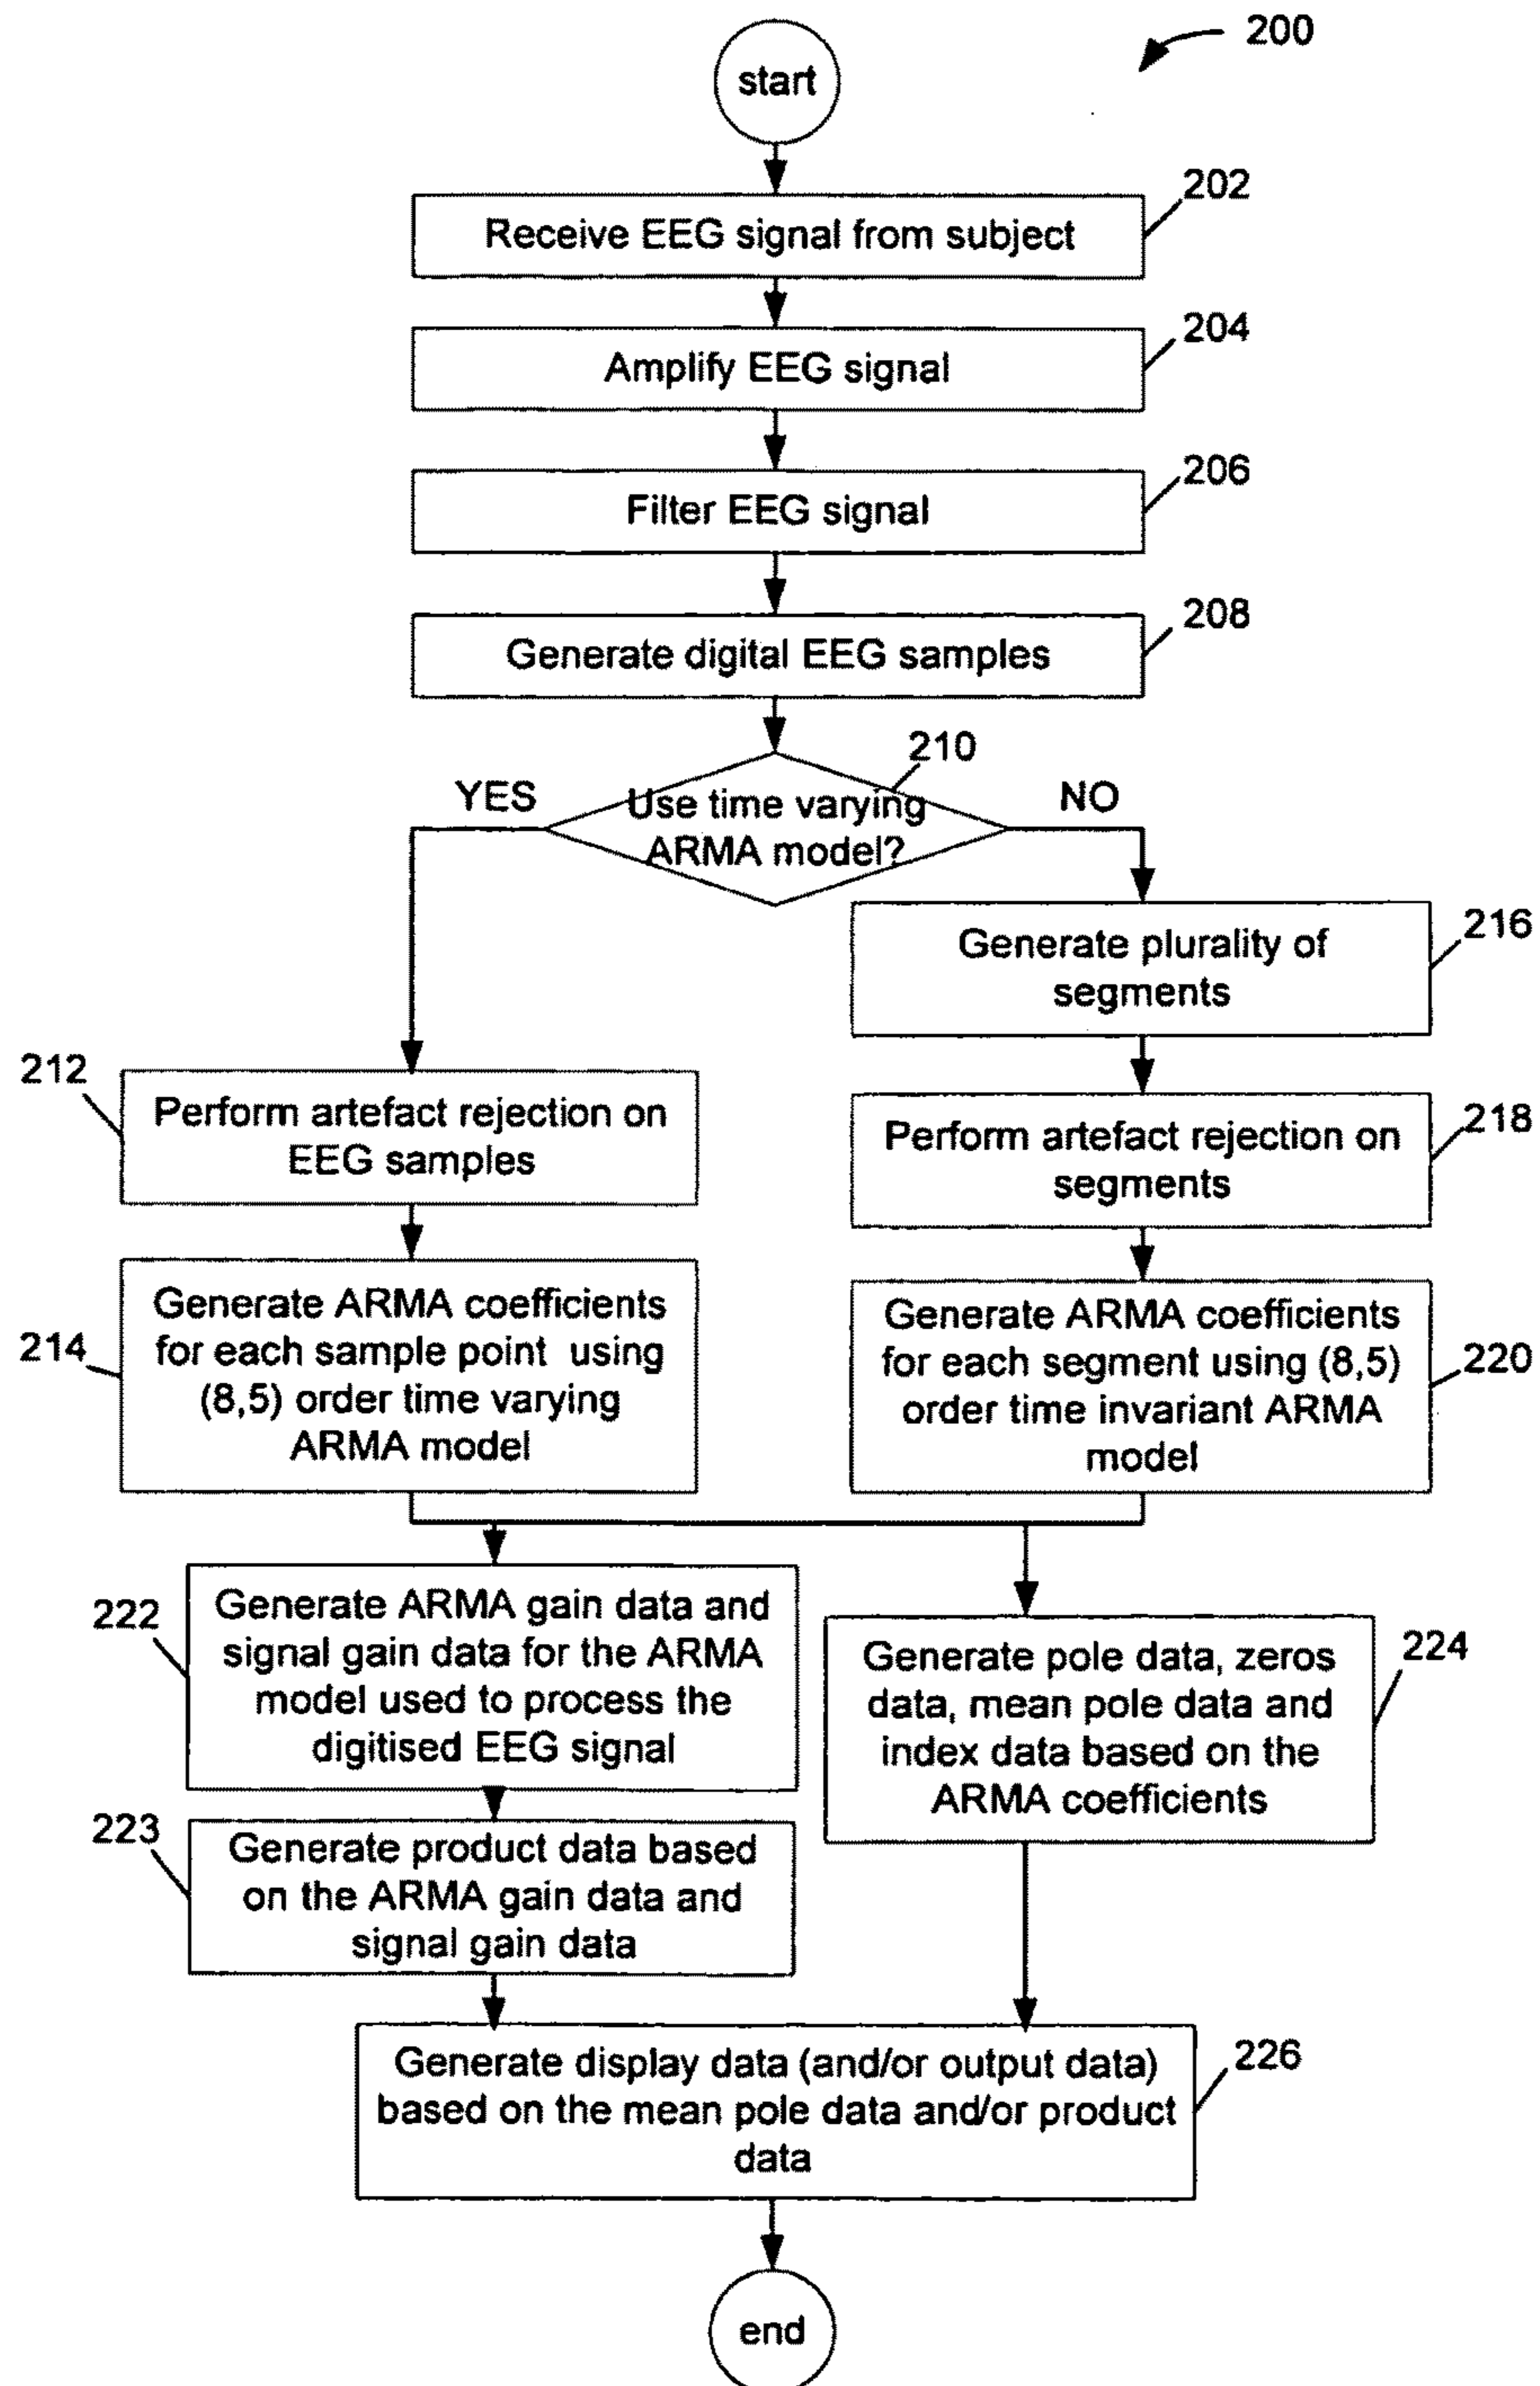 200
start
202
Receive EEG signal from subject
204
Amplify EEG signal
206
Filter EEG signal
208
Generate digital EEG samples
210
YES
Use time varying
ARMA model?
NO
216
Generate plurality of
segments
212
Perform artefact rejection on
EEG samples
218
Perform artefact rejection on
segments
214
Generate ARMA coefficients
for each sample point using
(8,5) order time varying
ARMA model
220
Generate ARMA coefficients
for each segment using (8,5)
order time invariant ARMA
model
222
Generate ARMA gain data and
signal gain data for the ARMA
model used to process the
digitised EEG signal
224
Generate pole data, zeros
data, mean pole data and
index data based on the
ARMA coefficients
223
Generate product data based
on the ARMA gain data and
signal gain data
226
Generate display data (and/or output data)
based on the mean pole data and/or product
data
end